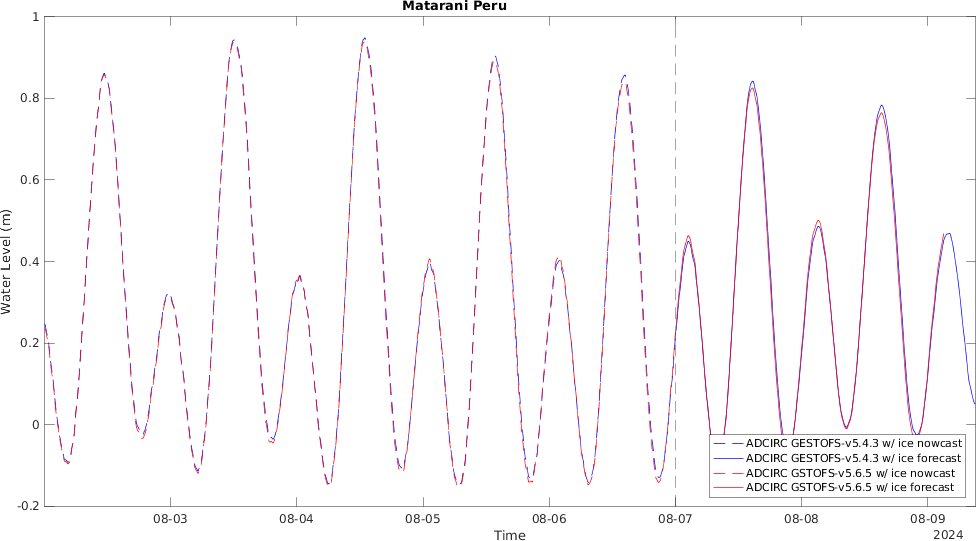 Matarani Peru
1
0.8
0.6
0.4
0.2
0
-0.2
Water Level (m)
08-03
08-04
08-05
08-06
08-07
08-08
08-09
Time
2024
ADCIRC GESTOFS-v5.4.3 w/ ice nowcast
ADCIRC GESTOFS-v5.4.3 w/ ice forecast
ADCIRC GSTOFS-v5.6.5 w/ ice nowcast
ADCIRC GSTOFS-v5.6.5 w/ ice forecast